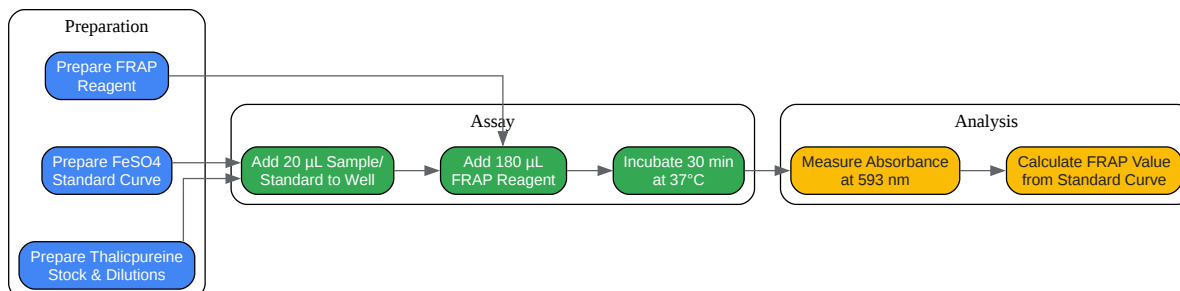 Preparation
Prepare FRAP
Reagent
Prepare FeSO4
Standard Curve
Prepare Thalicpureine
Stock & Dilutions
Assay
Add 20 µL Sample/
Standard to Well
Add 180 µL
FRAP Reagent
Incubate 30 min
at 37°C
Analysis
Measure Absorbance
at 593 nm
Calculate FRAP Value
from Standard Curve